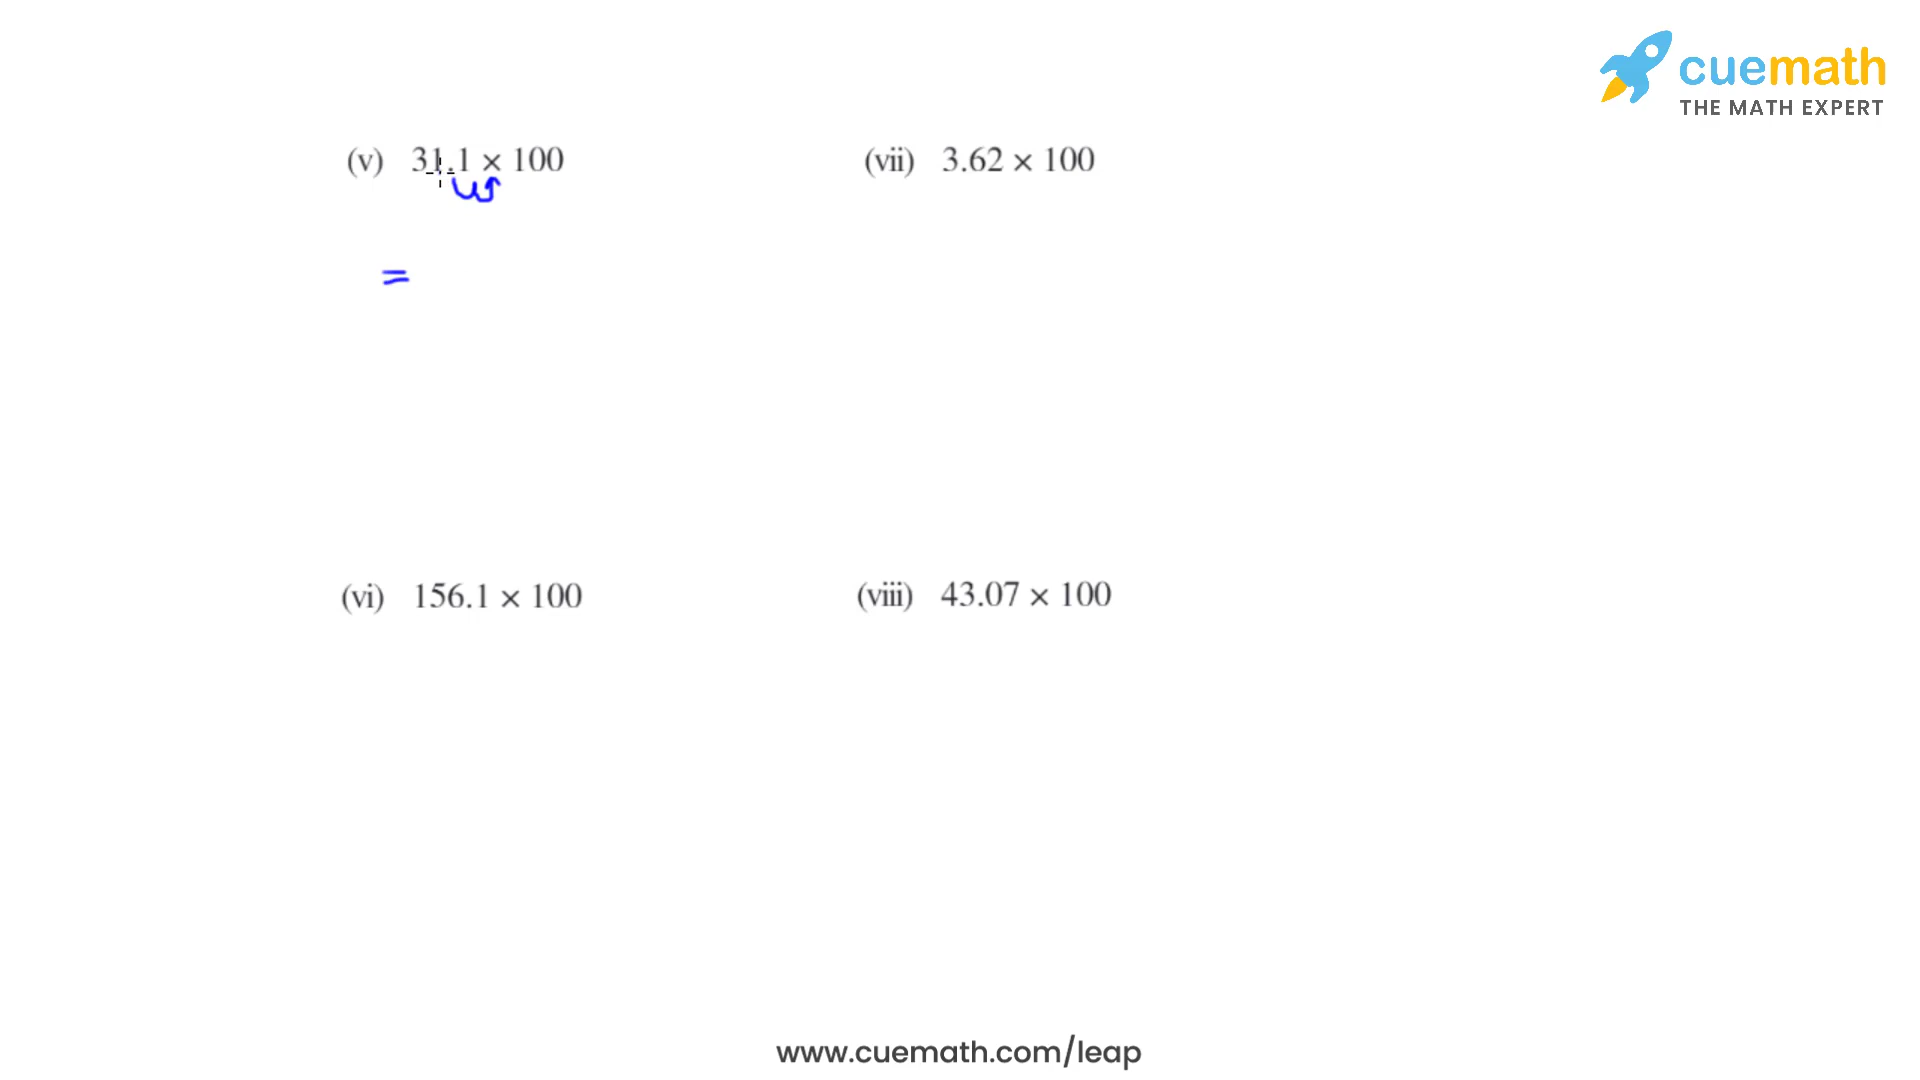 cuemath
THE MATH EXPERT
(v) 31.1 × 100
(vii) 3.62 × 100
=
(vi) 156.1 × 100
(viii) 43.07 × 100
www.cuemath.com/leap